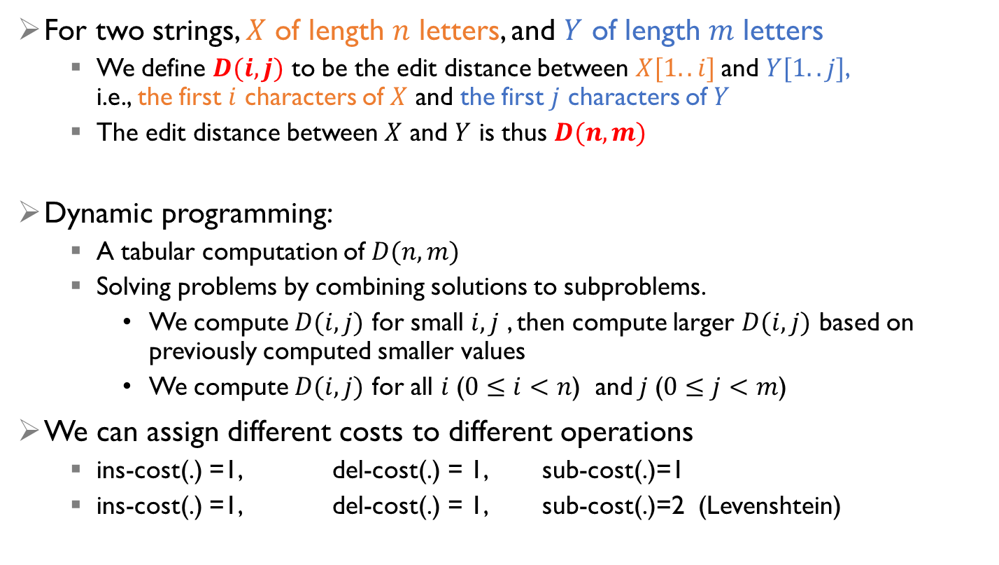 ➢For two strings, X of length n letters, and Y of length m letters
▪ We define D(i,j) to be the edit distance between X[1..i] and Y[1..j],
i.e., the first i characters of X and the first j characters of Y
▪ The edit distance between X and Y is thus D(n,m)
➢Dynamic programming:
▪ A tabular computation of D(n,m)
▪ Solving problems by combining solutions to subproblems.
• We compute D(i,j) for small i,j , then compute larger D(i,j) based on
previously computed smaller values
• We compute D(i,j) for all i (0 ≤ i < n) and j (0 ≤ j < m)
➢We can assign different costs to different operations
▪ ins-cost(.) =1, del-cost(.) = 1, sub-cost(.)=1
▪ ins-cost(.) =1, del-cost(.) = 1, sub-cost(.)=2 (Levenshtein)